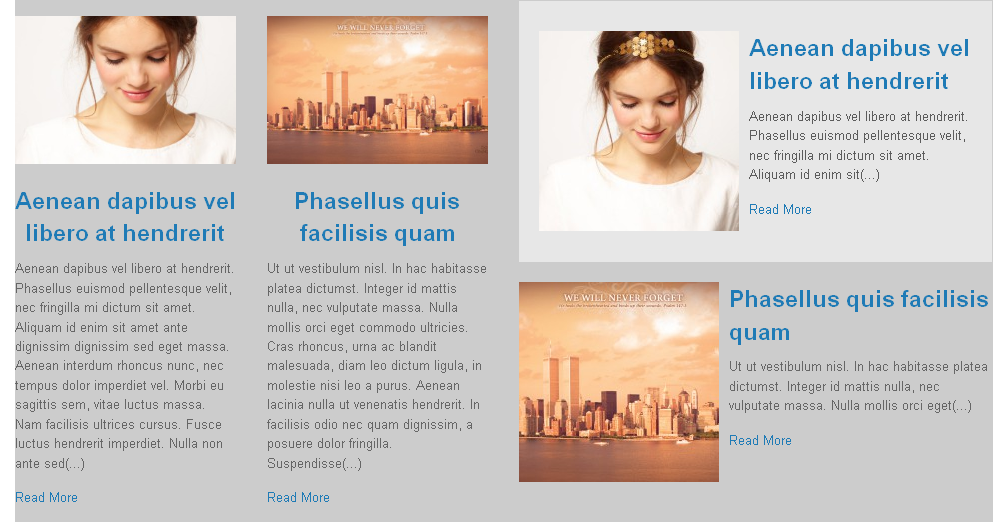 Aenean dapibus vel
libero at hendrerit
Aenean dapibus vel libero at hendrerit.
Phasellus euismod pellentesque velit,
nec fringilla mi dictum sit amet.
Aliquam id enim sit amet ante
dignissim dignissim sed eget massa.
Aenean interdum rhoncus nunc, nec
tempus dolor imperdiet vel. Morbi eu
sagittis sem, vitae luctus massa.
Nam facilisis ultrices cursus. Fusce
luctus hendrerit imperdiet. Nulla non
ante sed(...)
Read More
WE WILL NEVER FORGET
Phasellus quis
facilisis quam
Ut ut vestibulum nisl. In hac habitasse
platea dictumst. Integer id mattis
nulla, nec vulputate massa. Nulla
mollis orci eget commodo ultricies.
Cras rhoncus, urna ac blandit
malesuada, diam leo dictum ligula, in
molestie nisi leo a purus. Aenean
lacinia nulla ut venenatis hendrerit. In
facilisis odio nec quam dignissim, a
posuere dolor fringilla.
Suspendisse(...)
Read More
Aenean dapibus vel
libero at hendrerit
Aenean dapibus vel libero at hendrerit.
Phasellus euismod pellentesque velit,
nec fringilla mi dictum sit amet.
Aliquam id enim sit(...)
Read More
WE WILL NEVER FORGET
Phasellus quis facilisis
quam
Ut ut vestibulum nisl. In hac habitasse platea
dictumst. Integer id mattis nulla, nec
vulputate massa. Nulla mollis orci eget(...)
Read More